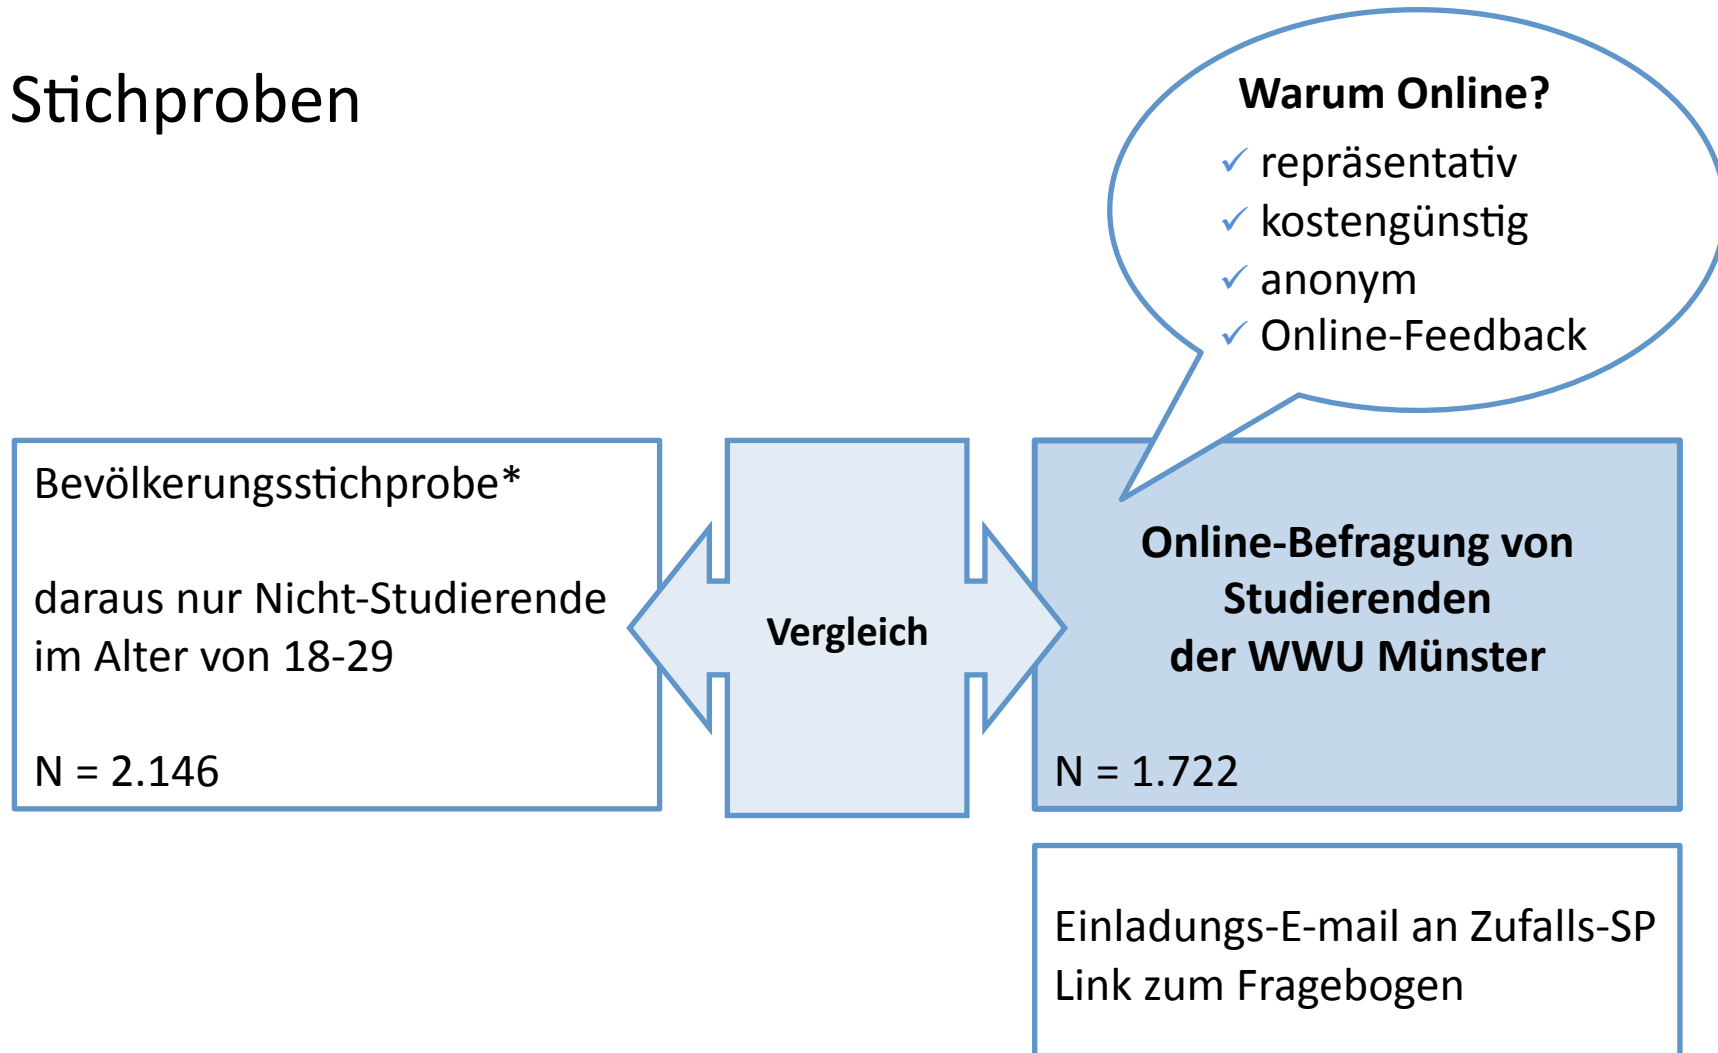 Stichproben
Warum Online?
✓ repräsentativ
✓ kostengünstig
✓ anonym
✓ Online-Feedback
Bevölkerungsstichprobe*
daraus nur Nicht-Studierende
im Alter von 18-29
N = 2.146
Vergleich
Online-Befragung von
Studierenden
der WWU Münster
N = 1.722
Einladungs-E-mail an Zufalls-SP
Link zum Fragebogen